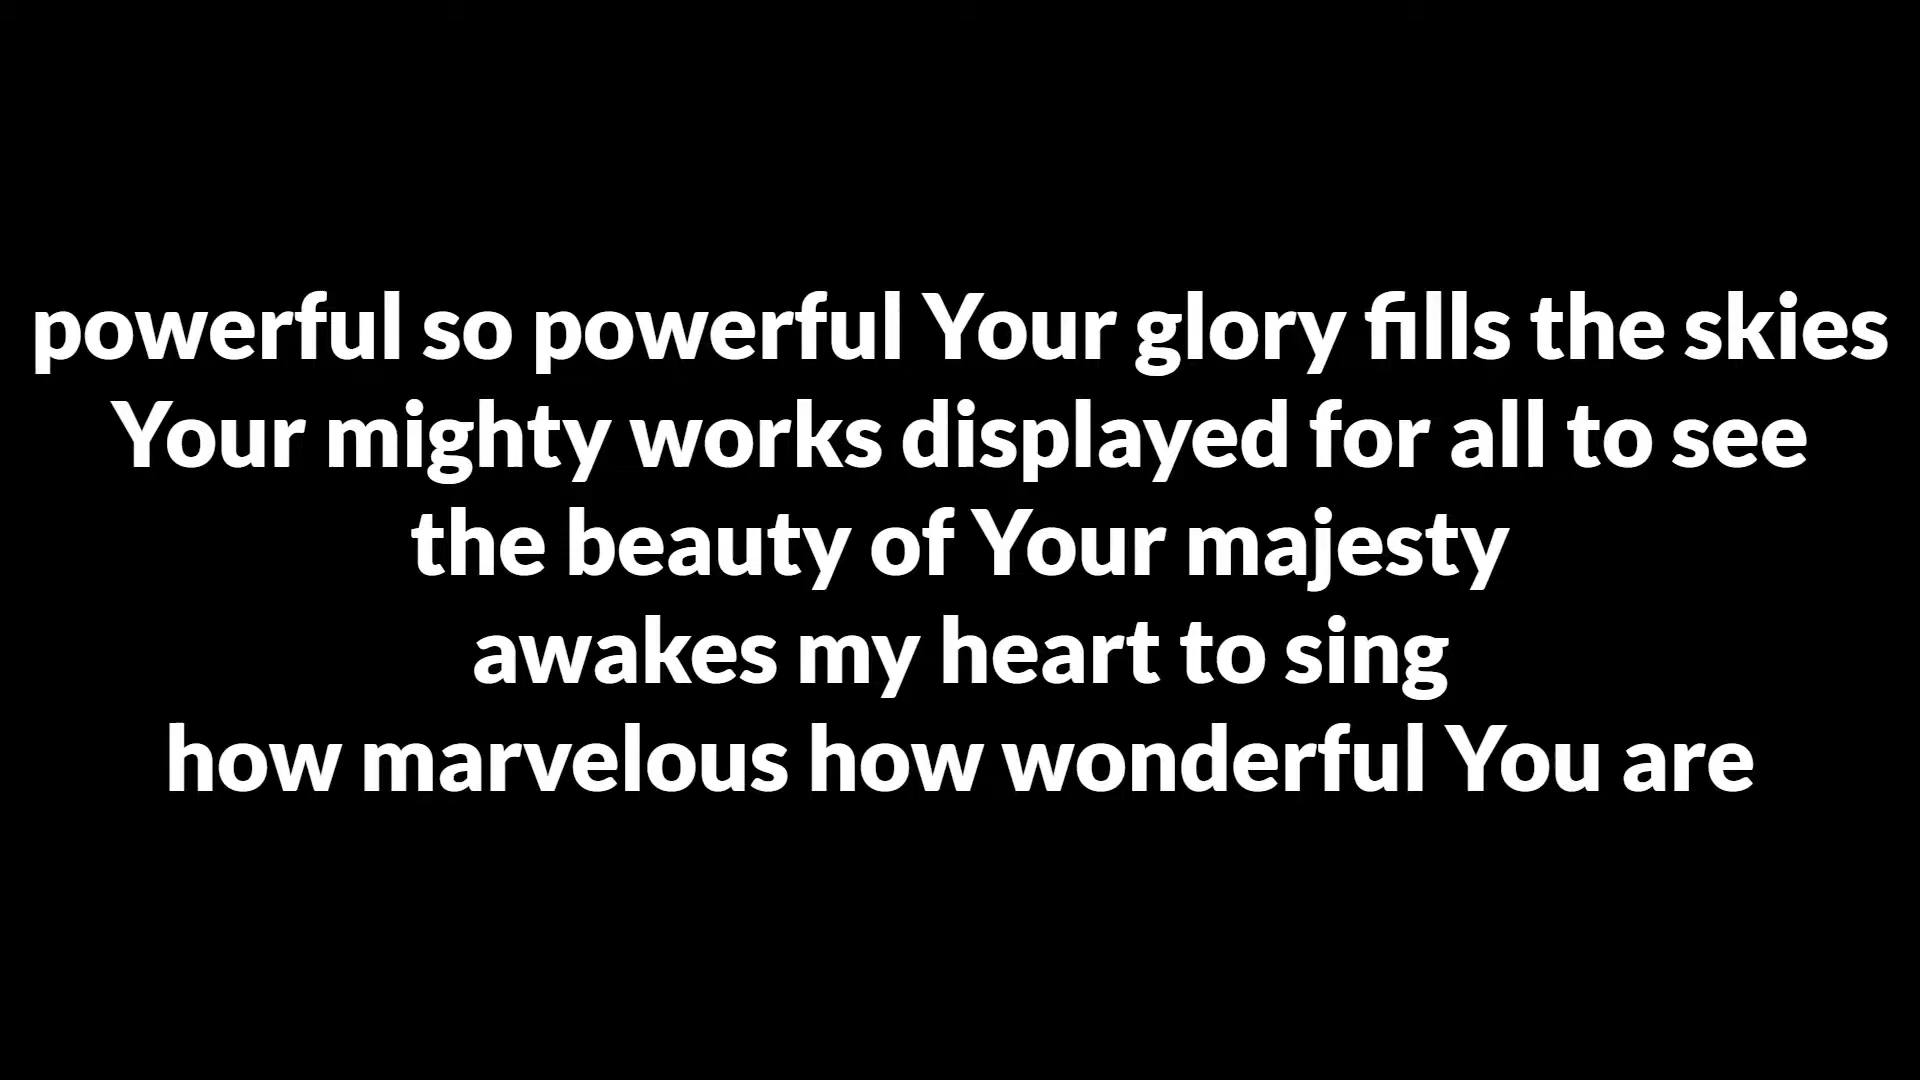 powerful so powerful Your glory fills the skies
Your mighty works displayed for all to see
the beauty of Your majesty
awakes my heart to sing
how marvelous how wonderful You are